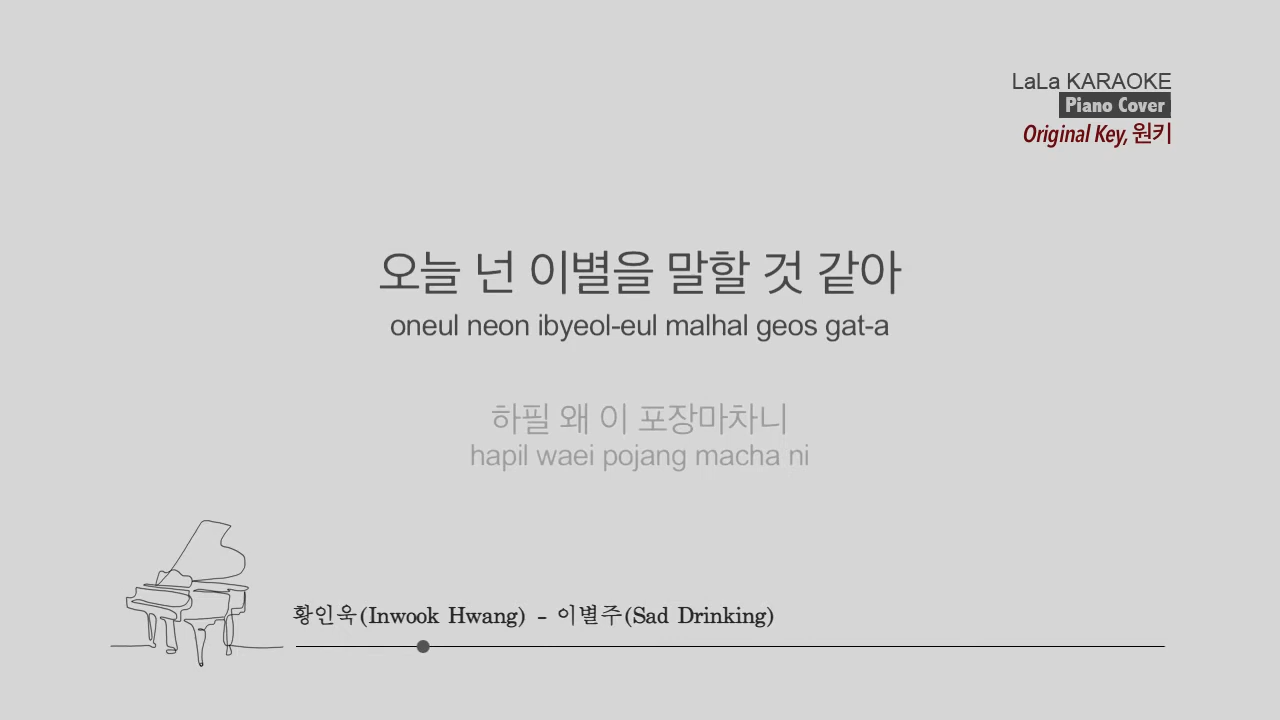 LaLa KARAOKE
Piano Cover
Original Key, 원키
오늘 넌 이별을 말할 것 같아
oneul neon ibyeol-eul malhal geos gat-a
하필 왜 이 포장마차니
hapil waei pojang macha ni
황인욱(Inwook Hwang) - 이별주(Sad Drinking)